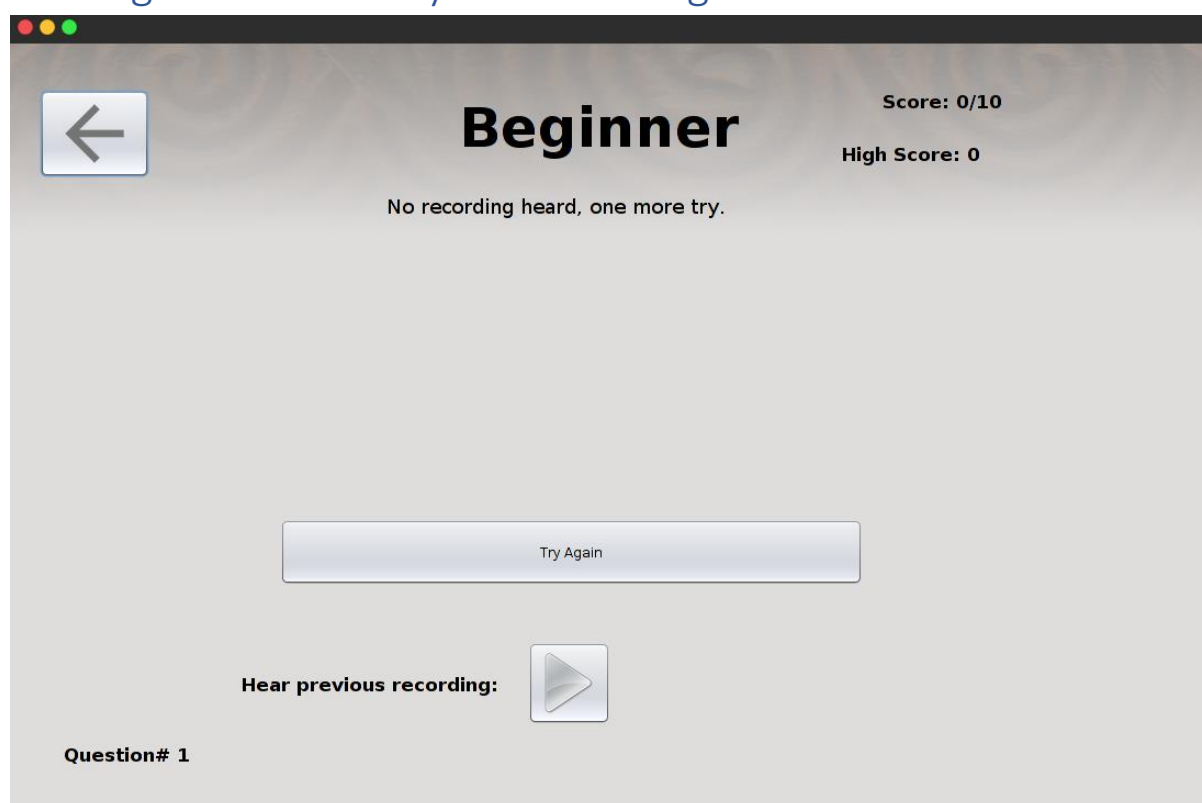 Beginner
Score: 0/10
High Score: 0
No recording heard, one more try.
Try Again
Hear previous recording:
Question# 1